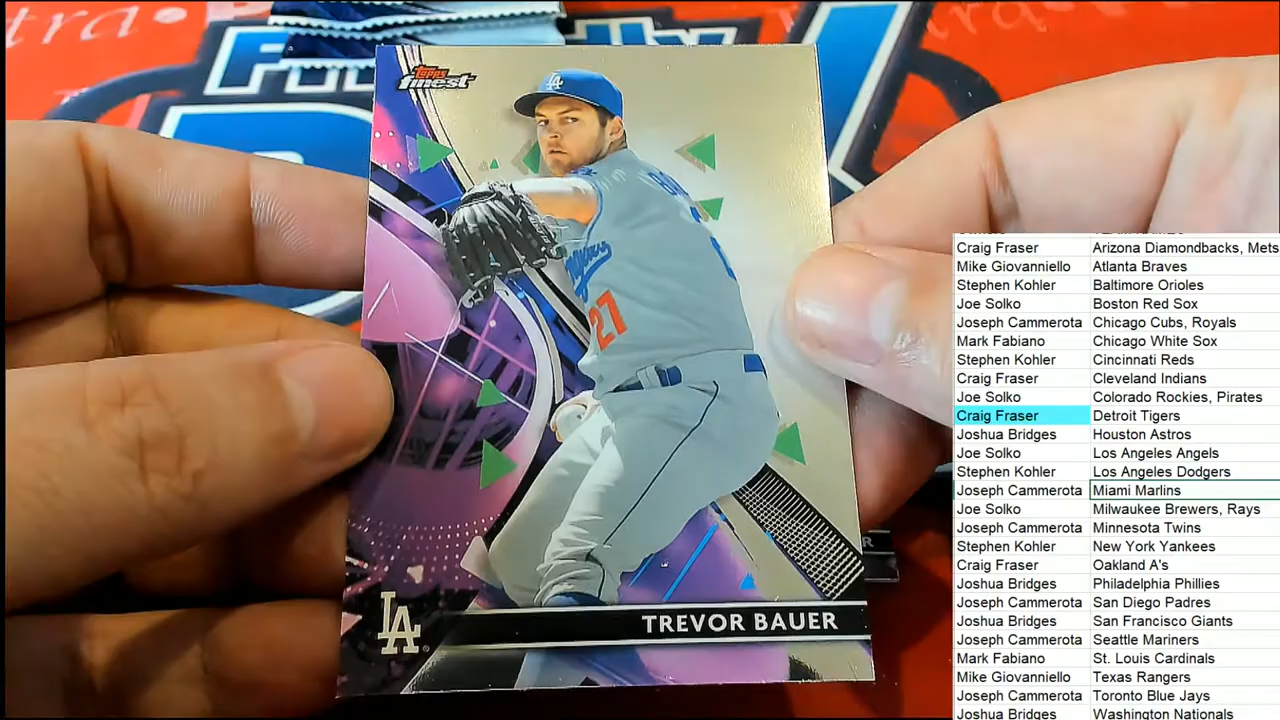 TOPPS
finest
LA
27
LA
TREVOR BAUER
Craig Fraser Arizona Diamondbacks, Mets
Mike Giovanniello Atlanta Braves
Stephen Kohler Baltimore Orioles
Joe Solko Boston Red Sox
Joseph Cammerota Chicago Cubs, Royals
Mark Fabiano Chicago White Sox
Stephen Kohler Cincinnati Reds
Craig Fraser Cleveland Indians
Joe Solko Colorado Rockies, Pirates
Craig Fraser Detroit Tigers
Joshua Bridges Houston Astros
Joe Solko Los Angeles Angels
Stephen Kohler Los Angeles Dodgers
Joseph Cammerota Miami Marlins
Joe Solko Milwaukee Brewers, Rays
Joseph Cammerota Minnesota Twins
Stephen Kohler New York Yankees
Craig Fraser Oakland A's
Joshua Bridges Philadelphia Phillies
Joseph Cammerota San Diego Padres
Joshua Bridges San Francisco Giants
Joseph Cammerota Seattle Mariners
Mark Fabiano St. Louis Cardinals
Mike Giovanniello Texas Rangers
Joseph Cammerota Toronto Blue Jays
Joshua Bridges Washington Nationals